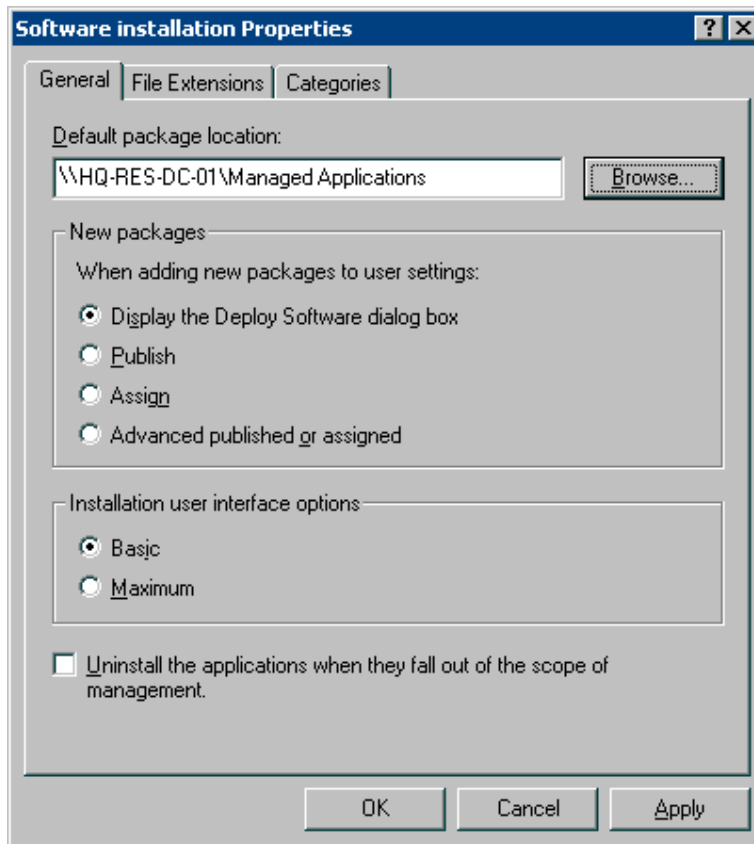 Software installation Properties
?
General
File Extensions
Categories
Default package location:
\\HQ-RES-DC-01\Managed Applications
Browse...
New packages
When adding new packages to user settings:
Display the Deploy Software dialog box
Publish
Assign
Advanced published or assigned
Installation user interface options
Basic
Maximum
Uninstall the applications when they fall out of the scope of
management.
OK
Cancel
Apply